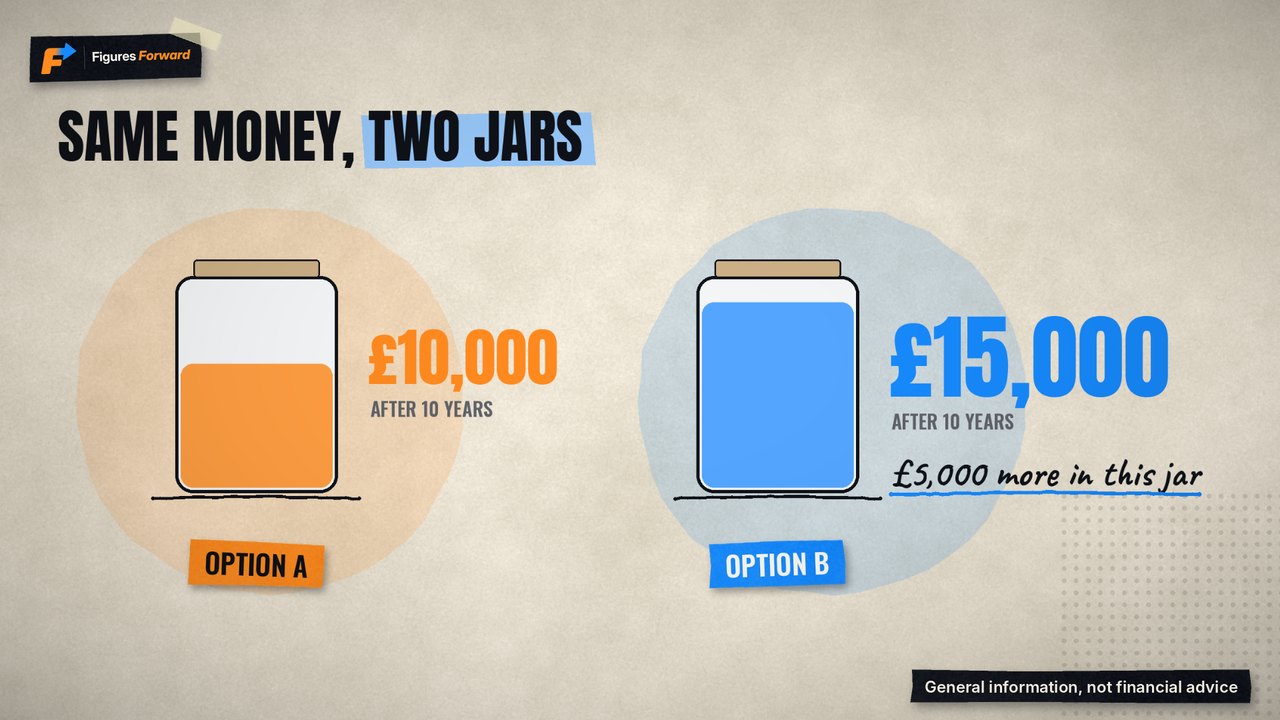 Figures Forward
SAME MONEY, TWO JARS
£10,000
AFTER 10 YEARS
OPTION A
£15,000
AFTER 10 YEARS
£5,000 more in this jar
OPTION B
General information, not financial advice